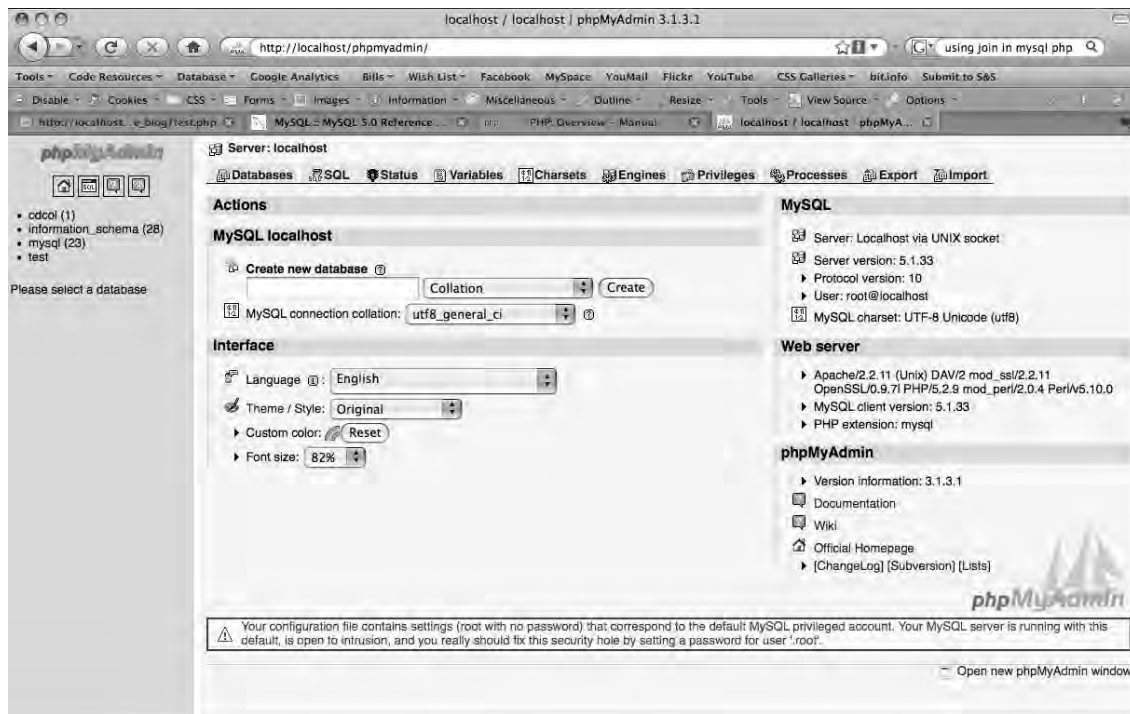 localhost / localhost | phpMyAdmin 3.1.3.1
http://localhost/phpmyadmin/
using join in mysql php
Tools Code Resources Database Google Analytics Bills Wish List Facebook MySpace YouMail Flickr YouTube CSS Galleries bit.info Submit to S&S
Disable Cookies CSS Forms Images Information Miscellaneous Outline Resize Tools View Source Options
http://localhost...e_blog/test.php MySQL :: MySQL 5.0 Reference ... PHP: Overview - Manual localhost / localhost phpMyA...
phpMyAdmin
SQL
cdcol (1)
information_schema (28)
mysql (23)
test
Please select a database
Server: localhost
Databases SQL Status Variables Charsets Engines Privileges Processes Export Import
Actions
MySQL localhost
Create new database
Collation Create
MySQL connection collation: utf8_general_ci
Interface
Language : English
Theme / Style: Original
Custom color: Reset
Font size: 82%
MySQL
Server: Localhost via UNIX socket
Server version: 5.1.33
Protocol version: 10
User: root@localhost
MySQL charset: UTF-8 Unicode (utf8)
Web server
Apache/2.2.11 (Unix) DAV/2 mod_ssl/2.2.11
OpenSSL/0.9.7l PHP/5.2.9 mod_perl/2.0.4 Perl/v5.10.0
MySQL client version: 5.1.33
PHP extension: mysql
phpMyAdmin
Version information: 3.1.3.1
Documentation
Wiki
Official Homepage
[ChangeLog] [Subversion] [Lists]
phpMyAdmin
Your configuration file contains settings (root with no password) that correspond to the default MySQL privileged account. Your MySQL server is running with this
default, is open to intrusion, and you really should fix this security hole by setting a password for user '.root'.
Open new phpMyAdmin window